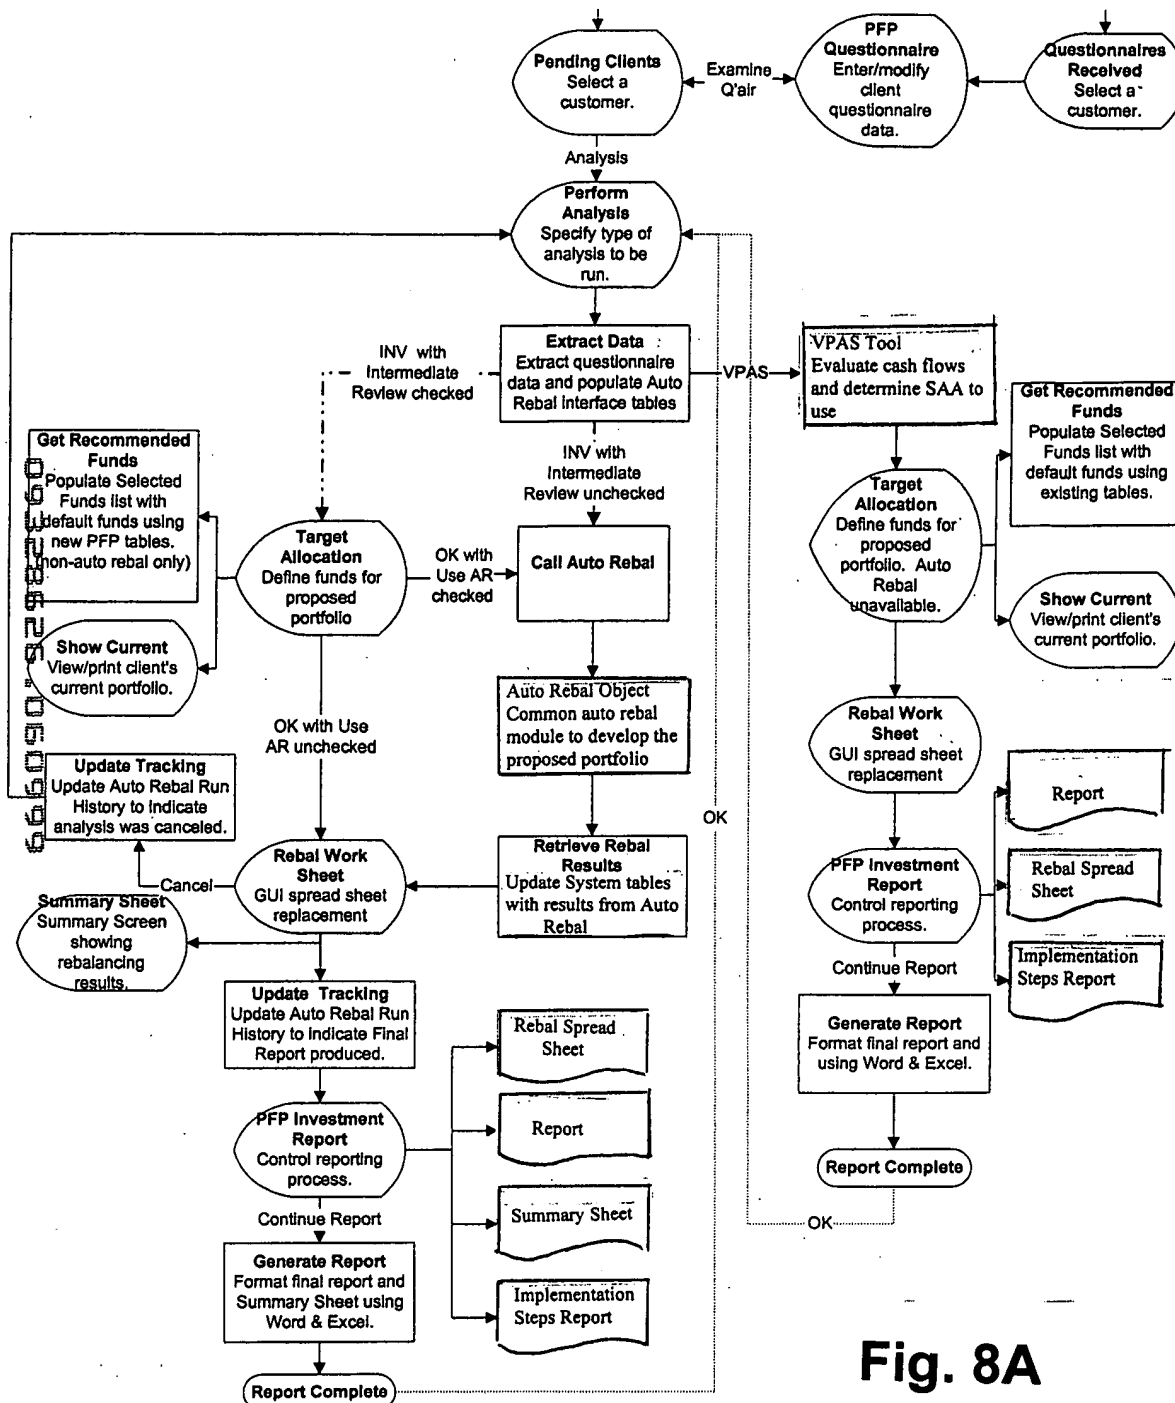 Pending Clients
Select a
customer.
Examine
Q'air
PFP
Questionnaire
Enter/modify
client
questionnaire
data.
Questionnaires
Received
Select a
customer.
Analysis
Perform
Analysis
Specify type of
analysis to be
run.
Extract Data
Extract questionnaire
data and populate Auto
Rebal interface tables
INV with
Intermediate
Review checked
VPAS
VPAS Tool
Evaluate cash flows
and determine SAA to
use
Get Recommended
Funds
Populate Selected
Funds list with
default funds using
existing tables.
Get Recommended
Funds
Populate Selected
Funds list with
default funds using
new PFP tables.
(non-auto rebal only)
INV with
Intermediate
Review unchecked
Target
Allocation
Define funds for
proposed
portfolio. Auto
Rebal
unavailable.
Target
Allocation
Define funds for
proposed
portfolio
OK with
Use AR
checked
Call Auto Rebal
Show Current
View/print client's
current portfolio.
Show Current
View/print client's
current portfolio.
Auto Rebal Object
Common auto rebal
module to develop the
proposed portfolio
OK with Use
AR unchecked
Rebal Work
Sheet
GUI spread sheet
replacement
Update Tracking
Update Auto Rebal Run
History to indicate
analysis was canceled.
OK
Report
Cancel
Rebal Work
Sheet
GUI spread sheet
replacement
Retrieve Rebal
Results
Update System tables
with results from Auto
Rebal
PFP Investment
Report
Control reporting
process.
Rebal Spread
Sheet
Summary Sheet
Summary Screen
showing
rebalancing
results.
Continue Report
Implementation
Steps Report
Update Tracking
Update Auto Rebal Run
History to Indicate Final
Report produced.
Rebal Spread
Sheet
Generate Report
Format final report and
using Word & Excel.
PFP Investment
Report
Control reporting
process.
Report
Report Complete
Continue Report
Summary Sheet
OK
Generate Report
Format final report and
Summary Sheet using
Word & Excel.
Implementation
Steps Report
Report Complete
Fig. 8A